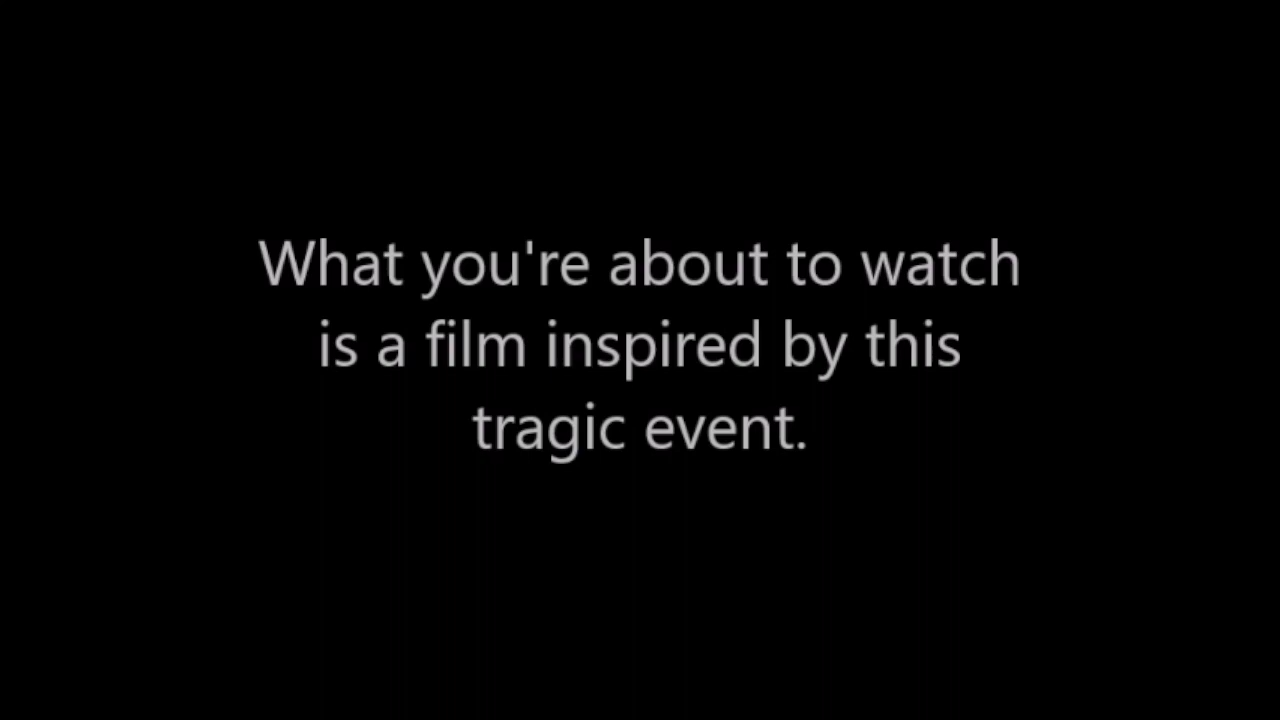 What you're about to watch
is a film inspired by this
tragic event.